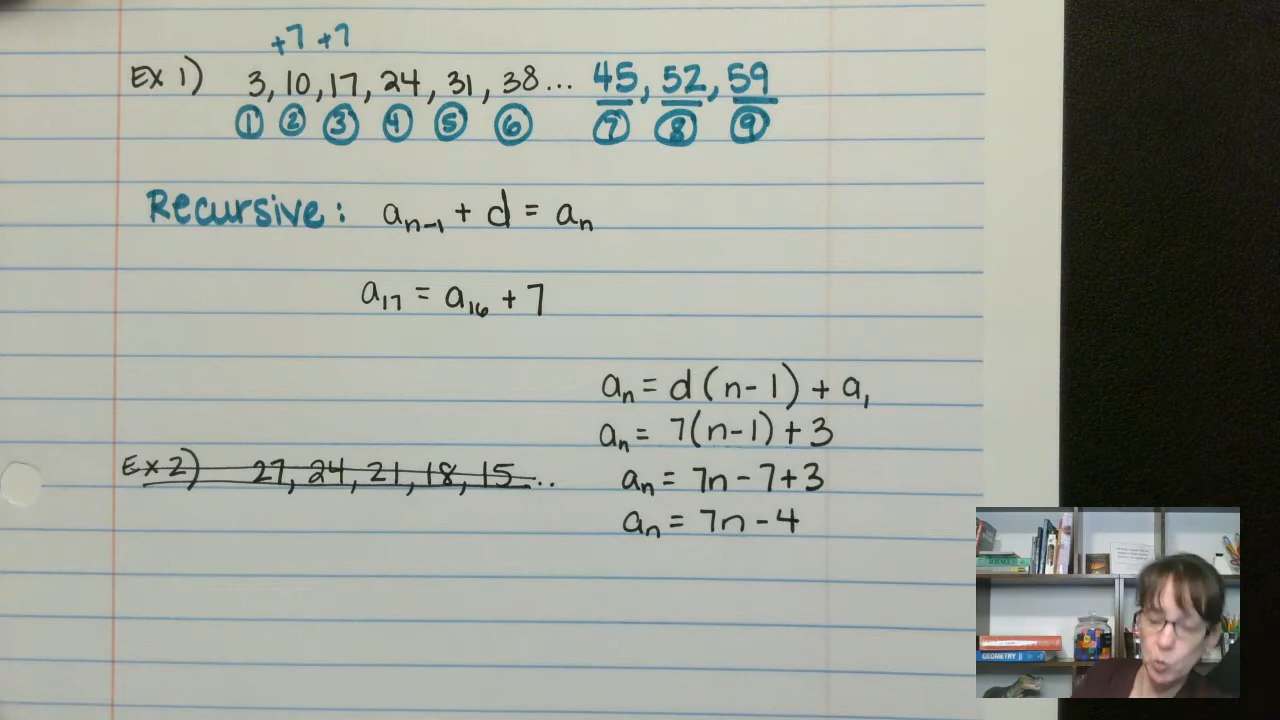 +7 +7
Ex 1) 3, 10, 17, 24, 31, 38... 45, 52, 59
① ② ③ ④ ⑤ ⑥ ⑦ ⑧ ⑨
Recursive: aₙ₋₁ + d = aₙ
a₁₇ = a₁₆ + 7
aₙ = d(n-1) + a₁
aₙ = 7(n-1) + 3
Ex 2) 27, 24, 21, 18, 15...
aₙ = 7n - 7 + 3
aₙ = 7n - 4
GEOMETRY